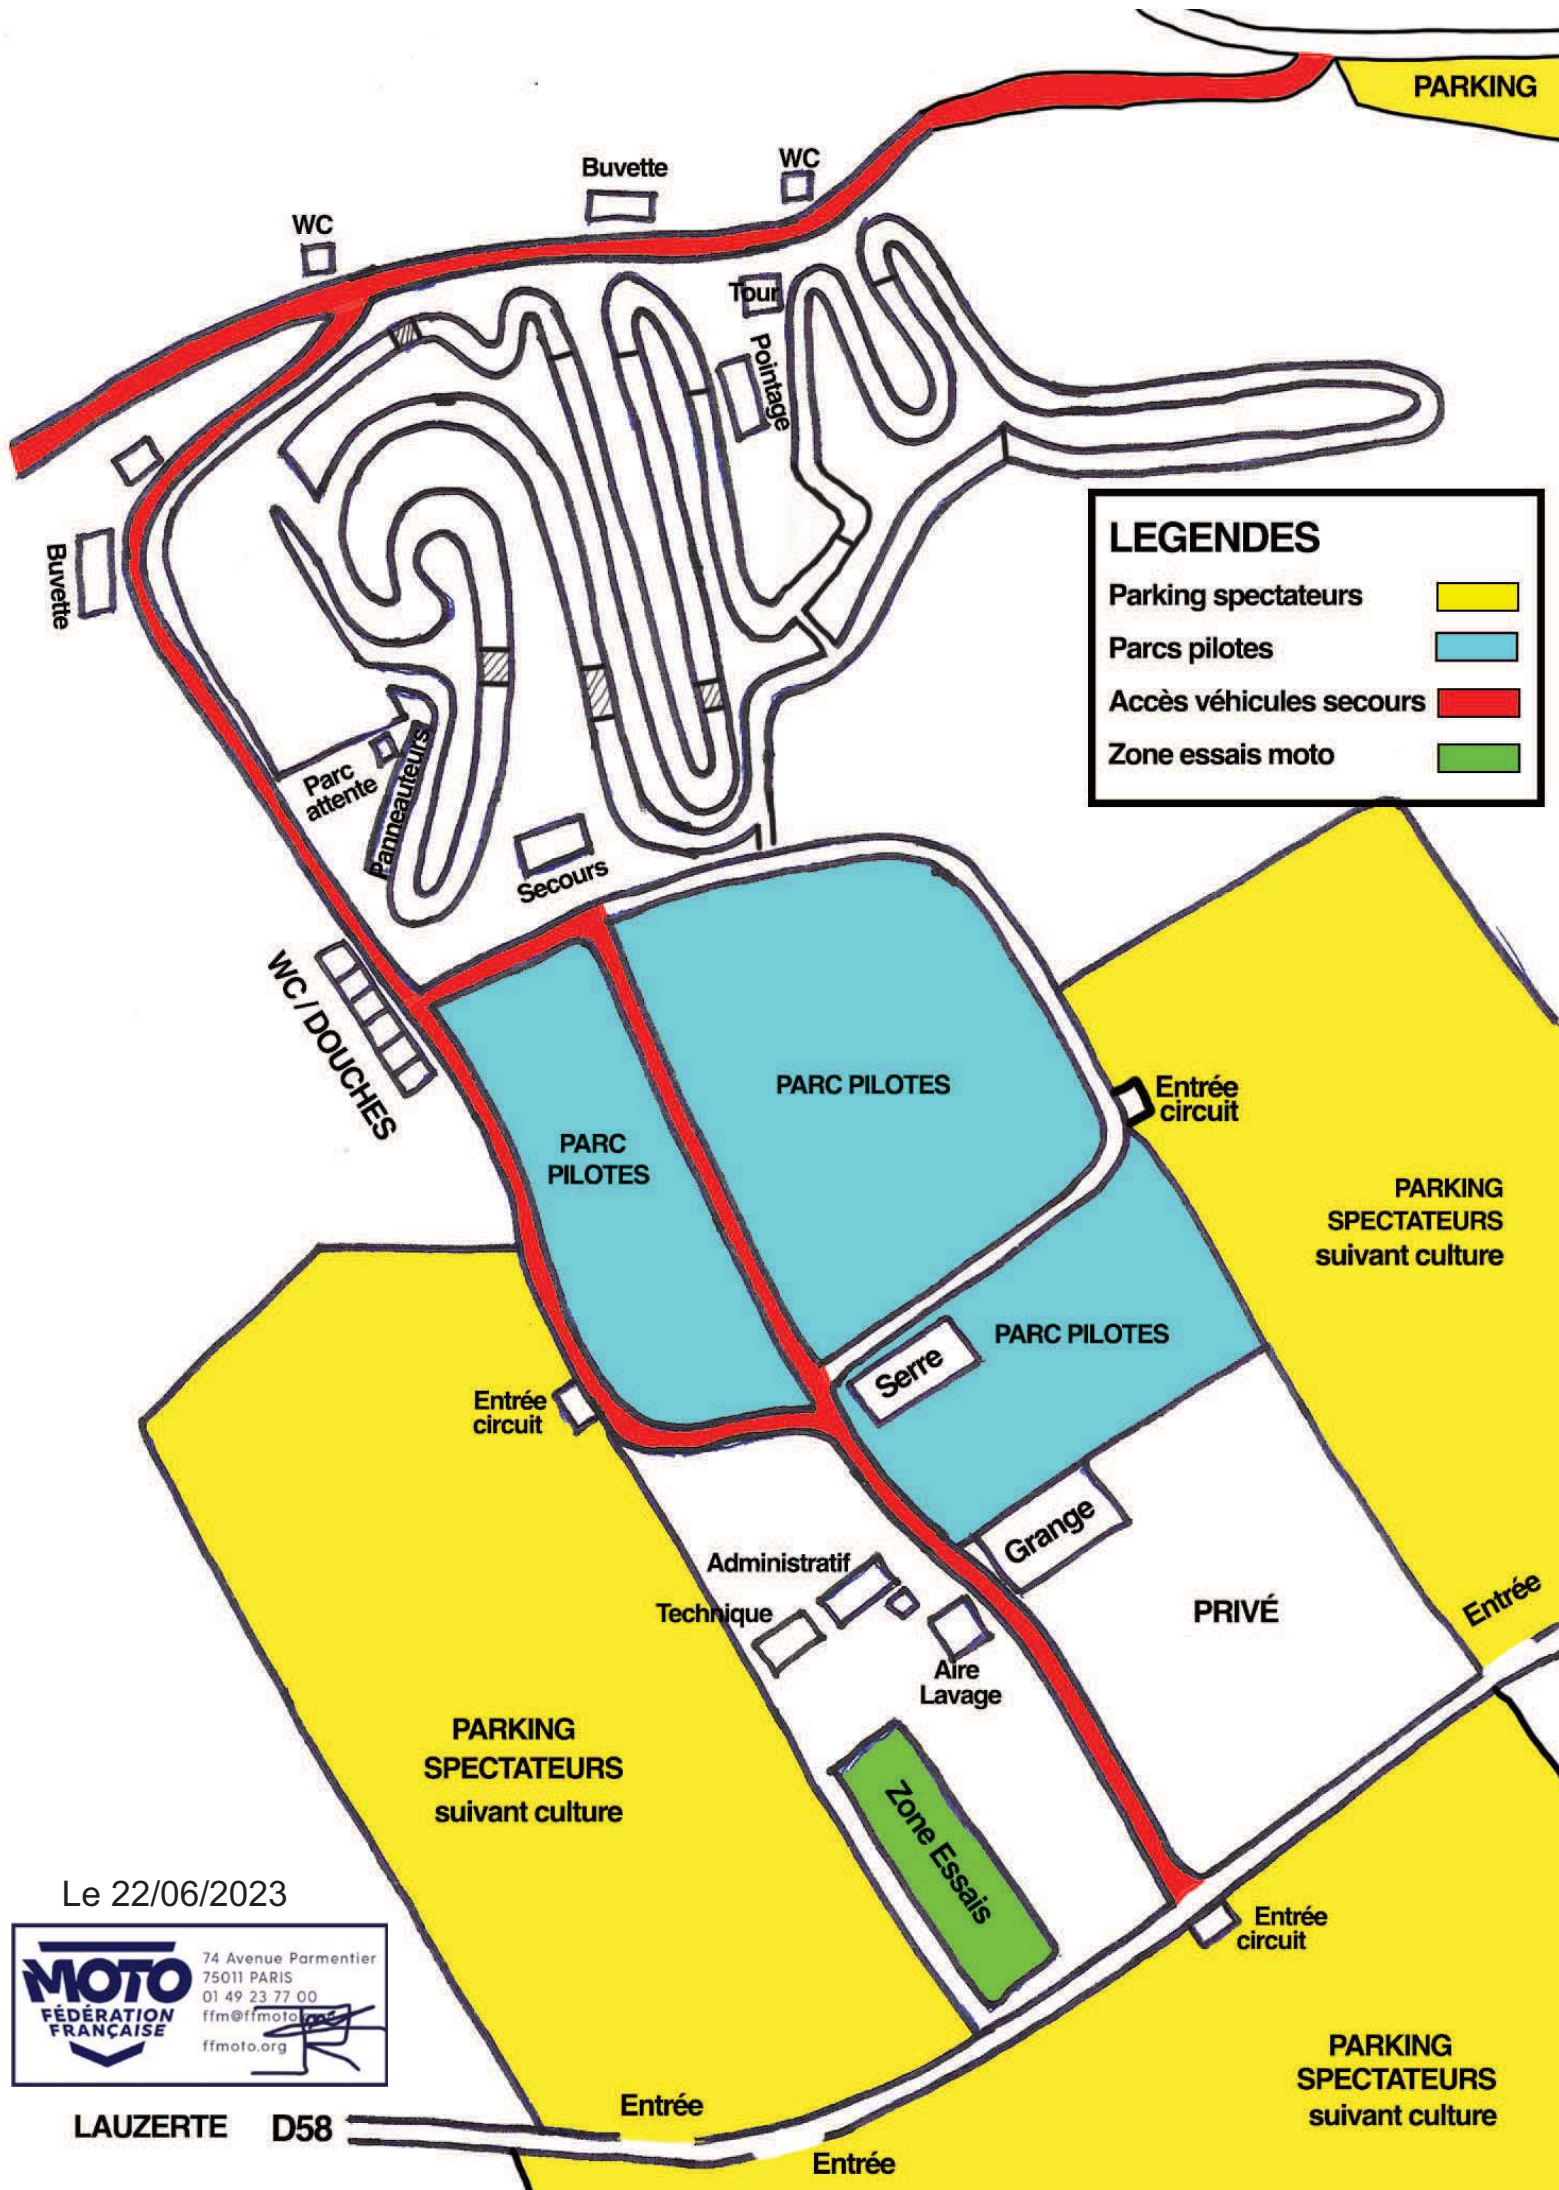 PARKING
Buvette
WC
WC
Tour
Pointage
LEGENDES
Parking spectateurs
Parcs pilotes
Accès véhicules secours
Zone essais moto
Buvette
Parc
attente
Panneauteurs
Secours
WC / DOUCHES
PARC PILOTES
Entrée
circuit
PARC
PILOTES
PARKING
SPECTATEURS
suivant culture
PARC PILOTES
Serre
Entrée
circuit
Grange
Administratif
Technique
PRIVÉ
Entrée
Aire
Lavage
PARKING
SPECTATEURS
suivant culture
Zone Essais
Le 22/06/2023
Entrée
circuit
MOTO
FÉDÉRATION
FRANÇAISE
74 Avenue Parmentier
75011 PARIS
01 49 23 77 00
ffm@ffmoto
ffmoto.org
PARKING
SPECTATEURS
suivant culture
LAUZERTE D58
Entrée
Entrée